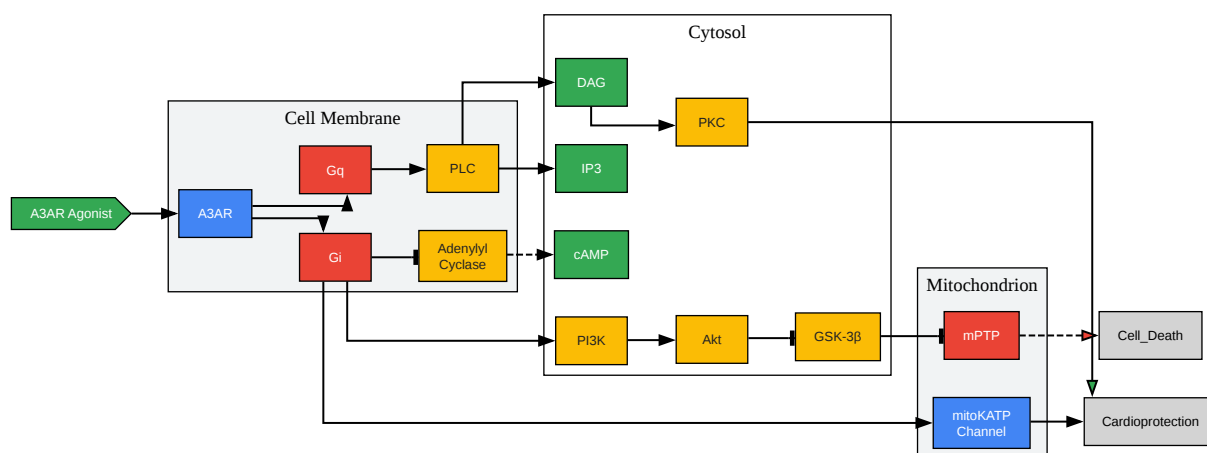 Cytosol
DAG
Cell Membrane
PKC
Gq
PLC
IP3
A3AR Agonist
A3AR
Gi
Adenylyl
Cyclase
cAMP
Mitochondrion
PI3K
Akt
GSK-3β
mPTP
Cell_Death
mitoKATP
Channel
Cardioprotection